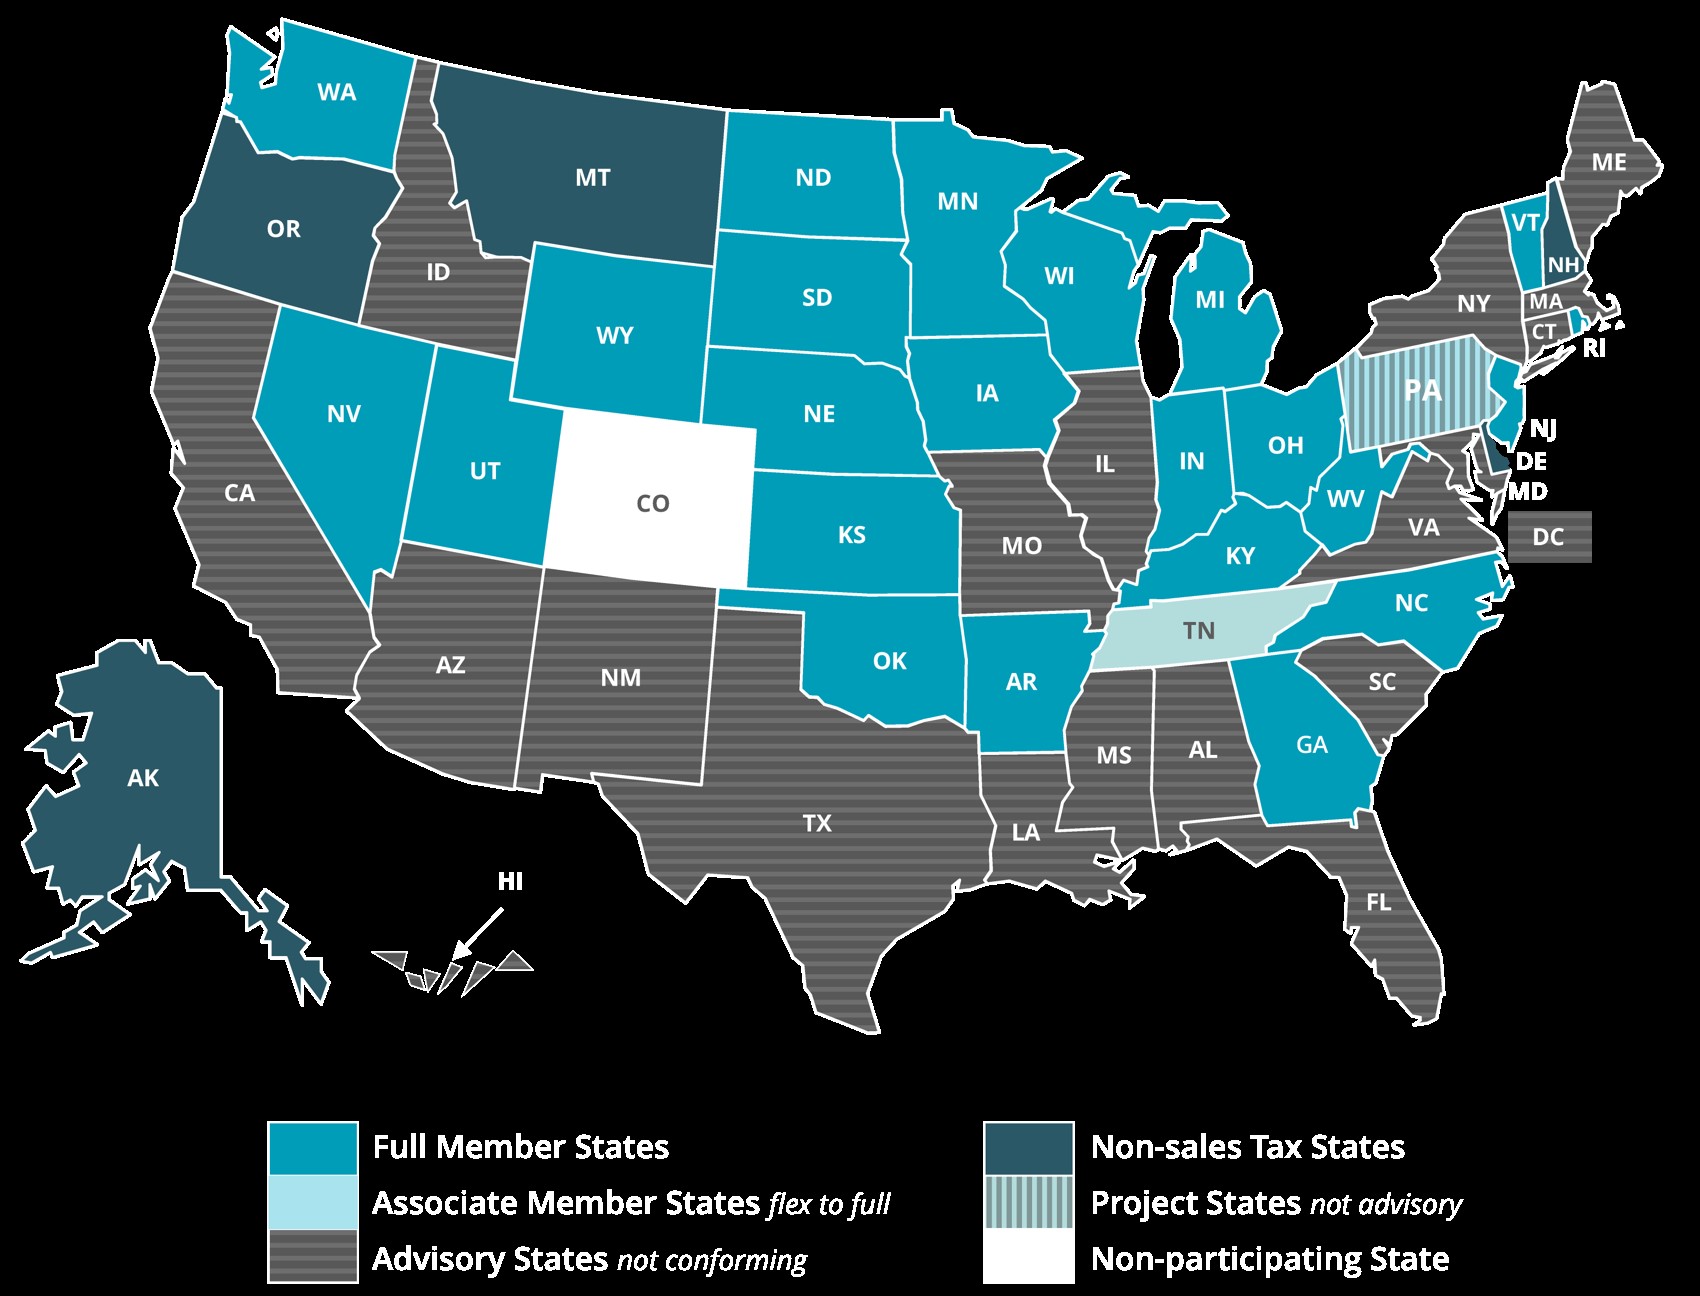 WA
MT
ND
MN
ME
OR
ID
VT
NH
WI
SD
MI
NY
MA
WY
CT
RI
NV
NE
IA
PA
NJ
UT
OH
IN
IL
DE
CA
CO
MD
WV
KS
MO
VA
DC
KY
NC
TN
AZ
NM
OK
AR
SC
MS
AL
GA
AK
TX
LA
HI
FL
Full Member States
Associate Member States flex to full
Advisory States not conforming
Non-sales Tax States
Project States not advisory
Non-participating State